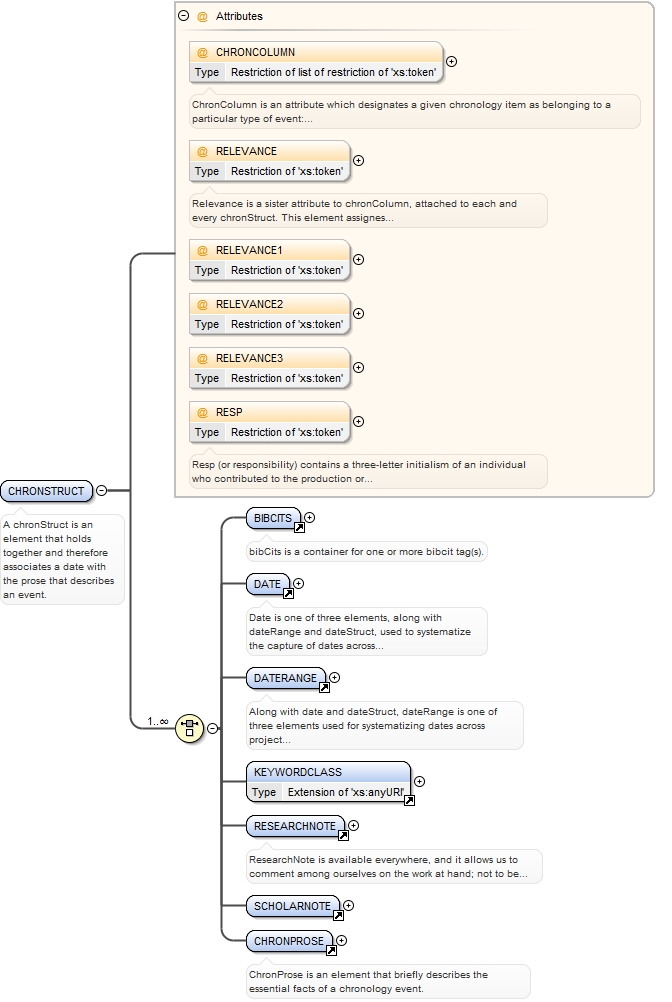 @ Attributes
@ CHRONCOLUMN
Type Restriction of list of restriction of 'xs:token'
ChronColumn is an attribute which designates a given chronology item as belonging to a
particular type of event:...
@ RELEVANCE
Type Restriction of 'xs:token'
Relevance is a sister attribute to chronColumn, attached to each and
every chronStruct. This element assignes...
@ RELEVANCE1
Type Restriction of 'xs:token'
@ RELEVANCE2
Type Restriction of 'xs:token'
@ RELEVANCE3
Type Restriction of 'xs:token'
@ RESP
Type Restriction of 'xs:token'
Resp (or responsibility) contains a three-letter initialism of an individual
who contributed to the production or...
CHRONSTRUCT
A chronStruct is an
element that holds
together and therefore
associates a date with
the prose that describes
an event.
1..∞
BIBCITS
bibCits is a container for one or more bibcit tag(s).
DATE
Date is one of three elements, along with
dateRange and dateStruct, used to systematize
the capture of dates across...
DATERANGE
Along with date and dateStruct, dateRange is one of
three elements used for systematizing dates across
project...
KEYWORDCLASS
Type Extension of 'xs:anyURI'
RESEARCHNOTE
ResearchNote is available everywhere, and it allows us to
comment among ourselves on the work at hand; not to be...
SCHOLARNOTE
CHRONPROSE
ChronProse is an element that briefly describes the
essential facts of a chronology event.